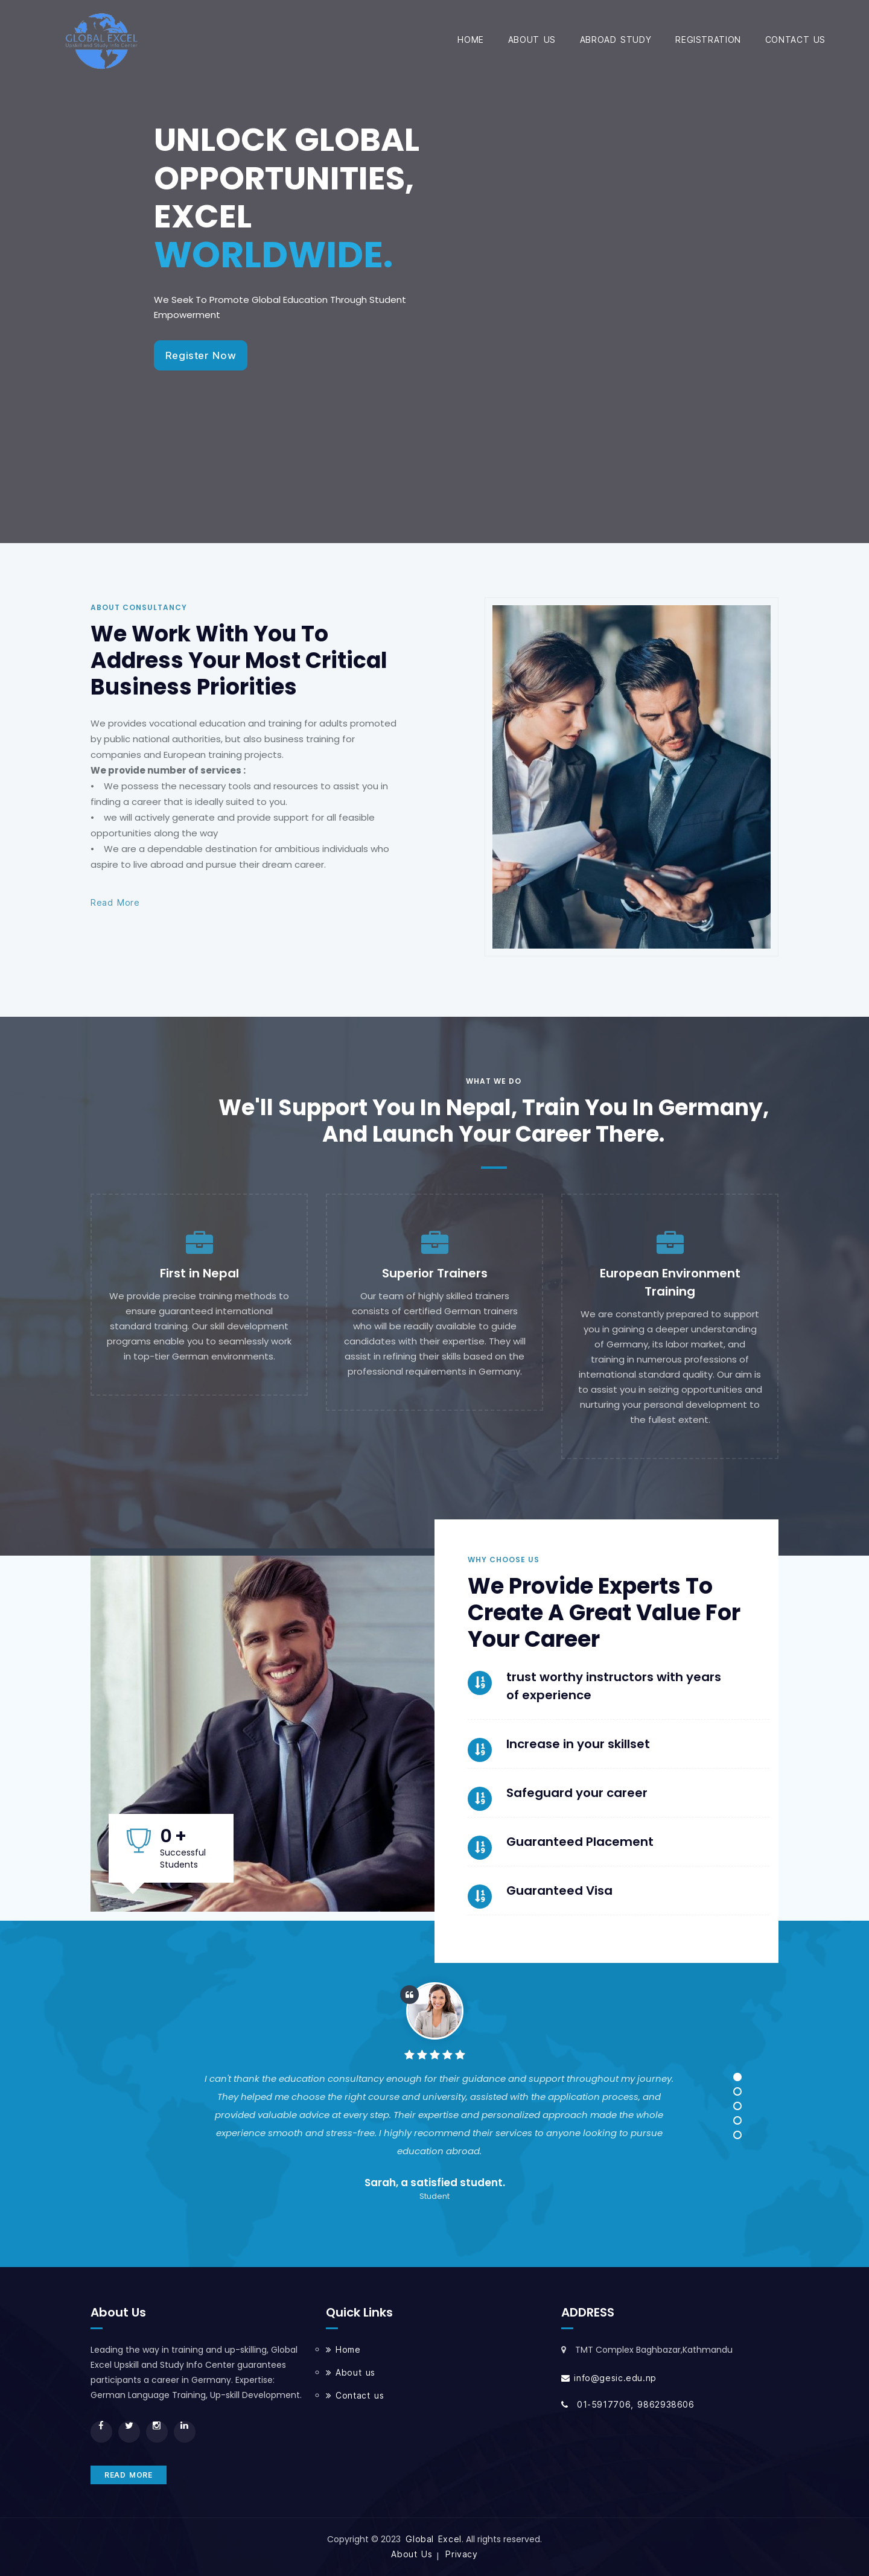 GLOBAL EXCEL
Upskill and Study Info Center
HOME
ABOUT US
ABROAD STUDY
REGISTRATION
CONTACT US
UNLOCK GLOBAL
OPPORTUNITIES,
EXCEL
WORLDWIDE.
We Seek To Promote Global Education Through Student
Empowerment
Register Now
ABOUT CONSULTANCY
We Work With You To
Address Your Most Critical
Business Priorities
We provides vocational education and training for adults promoted
by public national authorities, but also business training for
companies and European training projects.
We provide number of services :
• We possess the necessary tools and resources to assist you in
finding a career that is ideally suited to you.
• we will actively generate and provide support for all feasible
opportunities along the way
• We are a dependable destination for ambitious individuals who
aspire to live abroad and pursue their dream career.
Read More
WHAT WE DO
We'll Support You In Nepal, Train You In Germany,
And Launch Your Career There.
First in Nepal
We provide precise training methods to
ensure guaranteed international
standard training. Our skill development
programs enable you to seamlessly work
in top-tier German environments.
Superior Trainers
Our team of highly skilled trainers
consists of certified German trainers
who will be readily available to guide
candidates with their expertise. They will
assist in refining their skills based on the
professional requirements in Germany.
European Environment
Training
We are constantly prepared to support
you in gaining a deeper understanding
of Germany, its labor market, and
training in numerous professions of
international standard quality. Our aim is
to assist you in seizing opportunities and
nurturing your personal development to
the fullest extent.
WHY CHOOSE US
We Provide Experts To
Create A Great Value For
Your Career
trust worthy instructors with years
of experience
Increase in your skillset
Safeguard your career
Guaranteed Placement
Guaranteed Visa
0 +
Successful
Students
I can't thank the education consultancy enough for their guidance and support throughout my journey.
They helped me choose the right course and university, assisted with the application process, and
provided valuable advice at every step. Their expertise and personalized approach made the whole
experience smooth and stress-free. I highly recommend their services to anyone looking to pursue
education abroad.
Sarah, a satisfied student.
Student
About Us
Leading the way in training and up-skilling, Global
Excel Upskill and Study Info Center guarantees
participants a career in Germany. Expertise:
German Language Training, Up-skill Development.
READ MORE
Quick Links
» Home
» About us
» Contact us
ADDRESS
TMT Complex Baghbazar,Kathmandu
info@gesic.edu.np
01-5917706, 9862938606
Copyright © 2023 Global Excel. All rights reserved.
About Us | Privacy